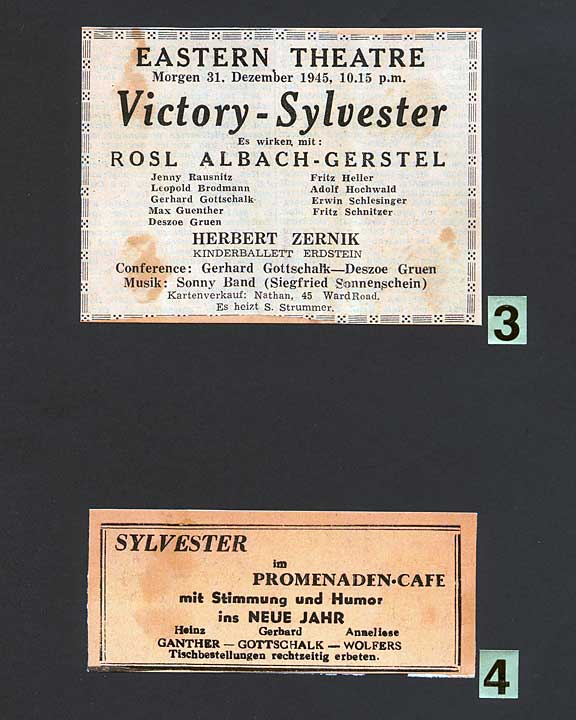 EASTERN THEATRE
Morgen 31. Dezember 1945, 10.15 p.m.
Victory - Sylvester
Es wirken mit :
ROSL ALBACH-GERSTEL
Jenny Rausnitz Fritz Heller
Leopold Brodmann Adolf Hochwald
Gerhard Gottschalk Erwin Schlesinger
Max Guenther Fritz Schnitzer
Deszoe Gruen
HERBERT ZERNIK
KINDERBALLETT ERDSTEIN
Conference: Gerhard Gottschalk—Deszoe Gruen
Musik: Sonny Band (Siegfried Sonnenschein)
Kartenverkauf: Nathan, 45 Ward Road.
Es heizt S. Strummer.
3
SYLVESTER
im
PROMENADEN-CAFE
mit Stimmung und Humor
ins NEUE JAHR
Heinz Gerhard Anneliese
GANTHER — GOTTSCHALK — WOLFERS
Tischbestellungen rechtzeitig erbeten.
4